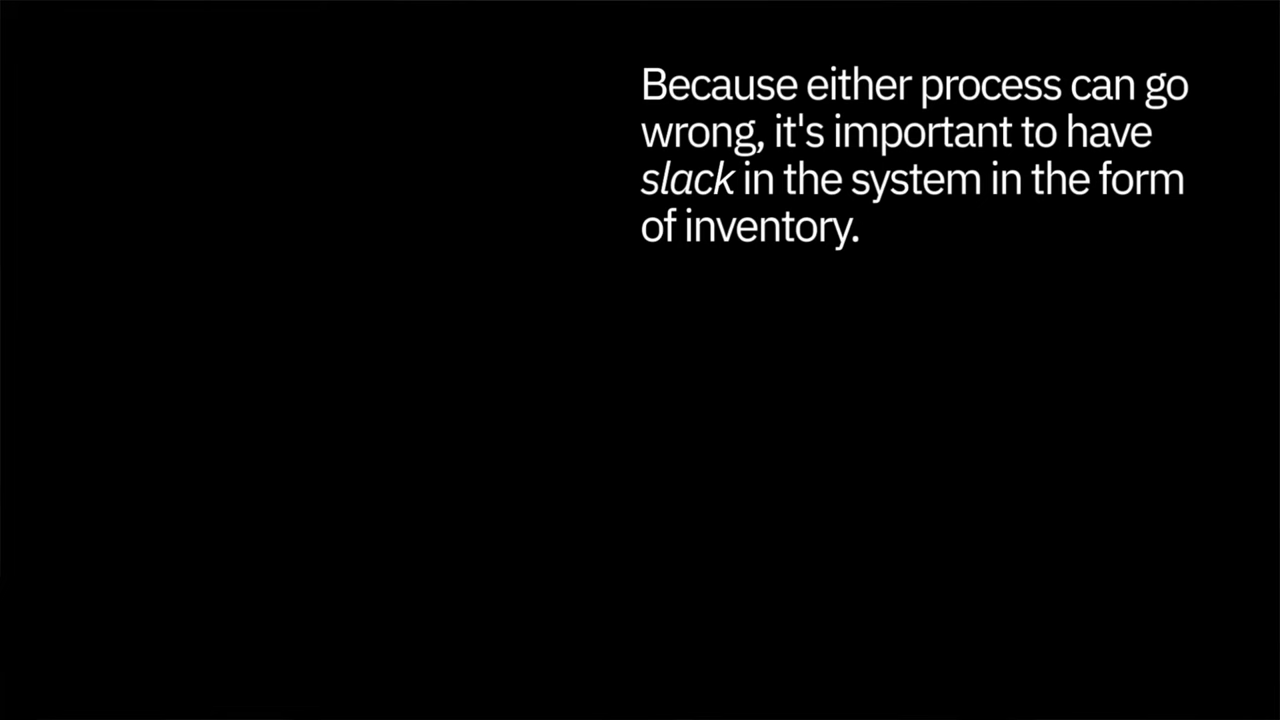 Because either process can go
wrong, it's important to have
slack in the system in the form
of inventory.